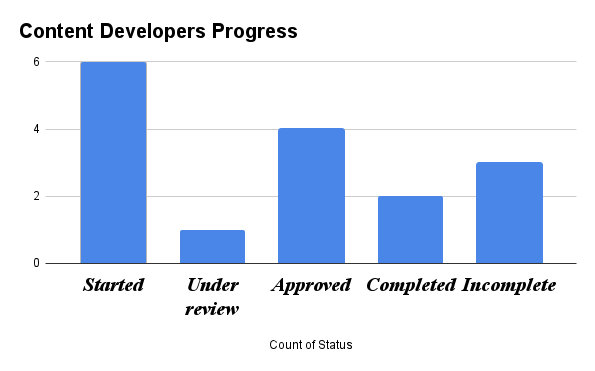 Content Developers Progress
6
4
2
0
Started
Under
review
Approved
Completed
Incomplete
Count of Status